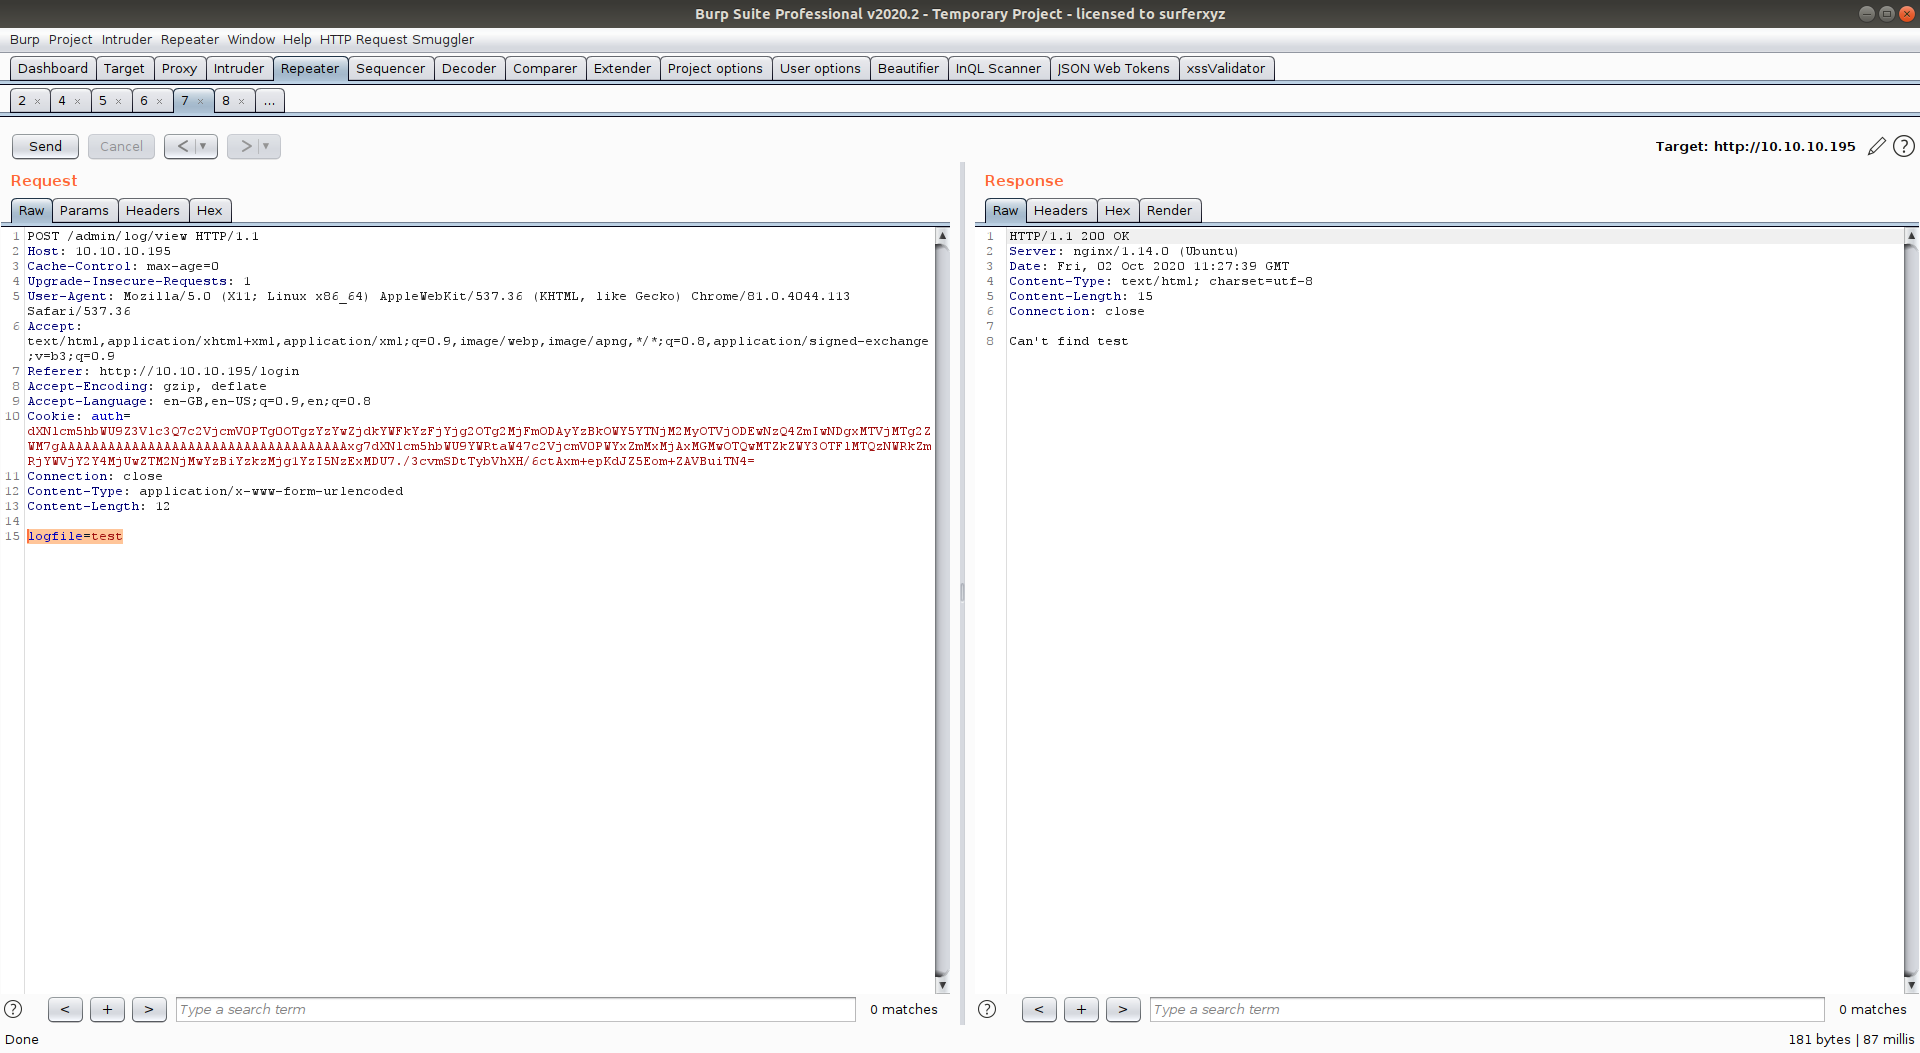 Burp Suite Professional v2020.2 - Temporary Project - licensed to surferxyz
Burp Project Intruder Repeater Window Help HTTP Request Smuggler
Dashboard Target Proxy Intruder Repeater Sequencer Decoder Comparer Extender Project options User options Beautifier InQL Scanner JSON Web Tokens xssValidator
2 × 4 × 5 × 6 × 7 × 8 × ...
Send Cancel < > Target: http://10.10.10.195 ?
Request
Raw Params Headers Hex
1 POST /admin/log/view HTTP/1.1
2 Host: 10.10.10.195
3 Cache-Control: max-age=0
4 Upgrade-Insecure-Requests: 1
5 User-Agent: Mozilla/5.0 (X11; Linux x86_64) AppleWebKit/537.36 (KHTML, like Gecko) Chrome/81.0.4044.113
Safari/537.36
6 Accept:
text/html,application/xhtml+xml,application/xml;q=0.9,image/webp,image/apng,*/*;q=0.8,application/signed-exchange
;v=b3;q=0.9
7 Referer: http://10.10.10.195/login
8 Accept-Encoding: gzip, deflate
9 Accept-Language: en-GB,en-US;q=0.9,en;q=0.8
10 Cookie: auth=
11 Connection: close
12 Content-Type: application/x-www-form-urlencoded
13 Content-Length: 12
14
15 logfile=test
? < + > Type a search term 0 matches
Response
Raw Headers Hex Render
1 HTTP/1.1 200 OK
2 Server: nginx/1.14.0 (Ubuntu)
3 Date: Fri, 02 Oct 2020 11:27:39 GMT
4 Content-Type: text/html; charset=utf-8
5 Content-Length: 15
6 Connection: close
7
8 Can't find test
? < + > Type a search term 0 matches
Done 181 bytes | 87 millis